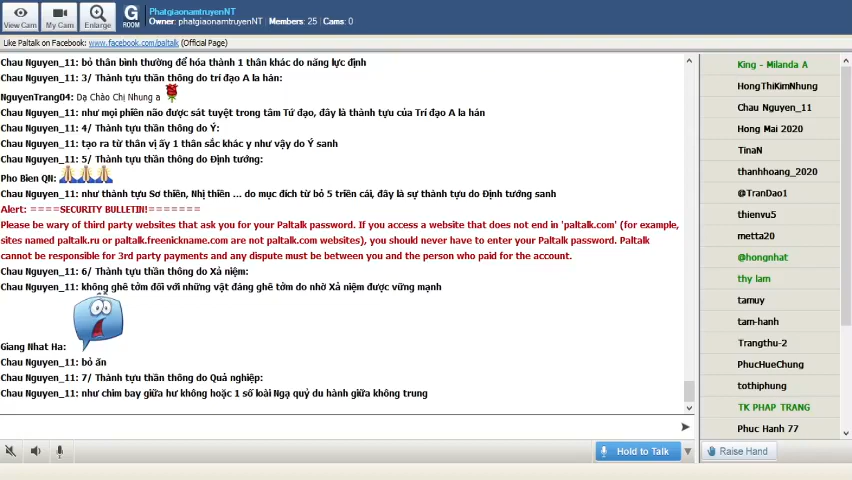 PhatgiaonamtruyenNT
Owner: phatgiaonamtruyenNT | Members: 25 | Cams: 0
View Cam
My Cam
Enlarge
G
ROOM
Like Paltalk on Facebook: www.facebook.com/paltalk (Official Page)
Chau Nguyen_11: bỏ thân bình thường để hóa thành 1 thân khác do năng lực định
Chau Nguyen_11: 3/ Thành tựu thần thông do trí đạo A la hán:
NguyenTrang04: Dạ Chào Chị Nhung a
Chau Nguyen_11: như mọi phiền não được sát tuyệt trong tâm Tứ đạo, đây là thành tựu của Trí đạo A la hán
Chau Nguyen_11: 4/ Thành tựu thần thông do Ý:
Chau Nguyen_11: tạo ra từ thân vị ấy 1 thân sắc khác y như vậy do Ý sanh
Chau Nguyen_11: 5/ Thành tựu thần thông do Định tướng:
Pho Bien QN:
Chau Nguyen_11: như thành tựu Sơ thiền, Nhị thiền ... do mục đích từ bỏ 5 triền cái, đây là sự thành tựu do Định tướng sanh
Alert: ====SECURITY BULLETIN!=======
Please be wary of third party websites that ask you for your Paltalk password. If you access a website that does not end in 'paltalk.com' (for example,
sites named paltalk.ru or paltalk.freenickname.com are not paltalk.com websites), you should never have to enter your Paltalk password. Paltalk
cannot be responsible for 3rd party payments and any dispute must be between you and the person who paid for the account.
Chau Nguyen_11: 6/ Thành tựu thần thông do Xả niệm:
Chau Nguyen_11: không ghê tởm đối với những vật đáng ghê tởm do nhờ Xả niệm được vững mạnh
Giang Nhat Ha:
Chau Nguyen_11: bỏ ấn
Chau Nguyen_11: 7/ Thành tựu thần thông do Quả nghiệp:
Chau Nguyen_11: như chim bay giữa hư không hoặc 1 số loài Ngạ quỷ du hành giữa không trung
King - Milanda A
HongThiKimNhung
Chau Nguyen_11
Hong Mai 2020
TinaN
thanhhoang_2020
@TranDao1
thienvu5
metta20
@hongnhat
thy lam
tamuy
tam-hanh
Trangthu-2
PhucHueChung
tothiphung
TK PHAP TRANG
Phuc Hanh 77
Hold to Talk
Raise Hand